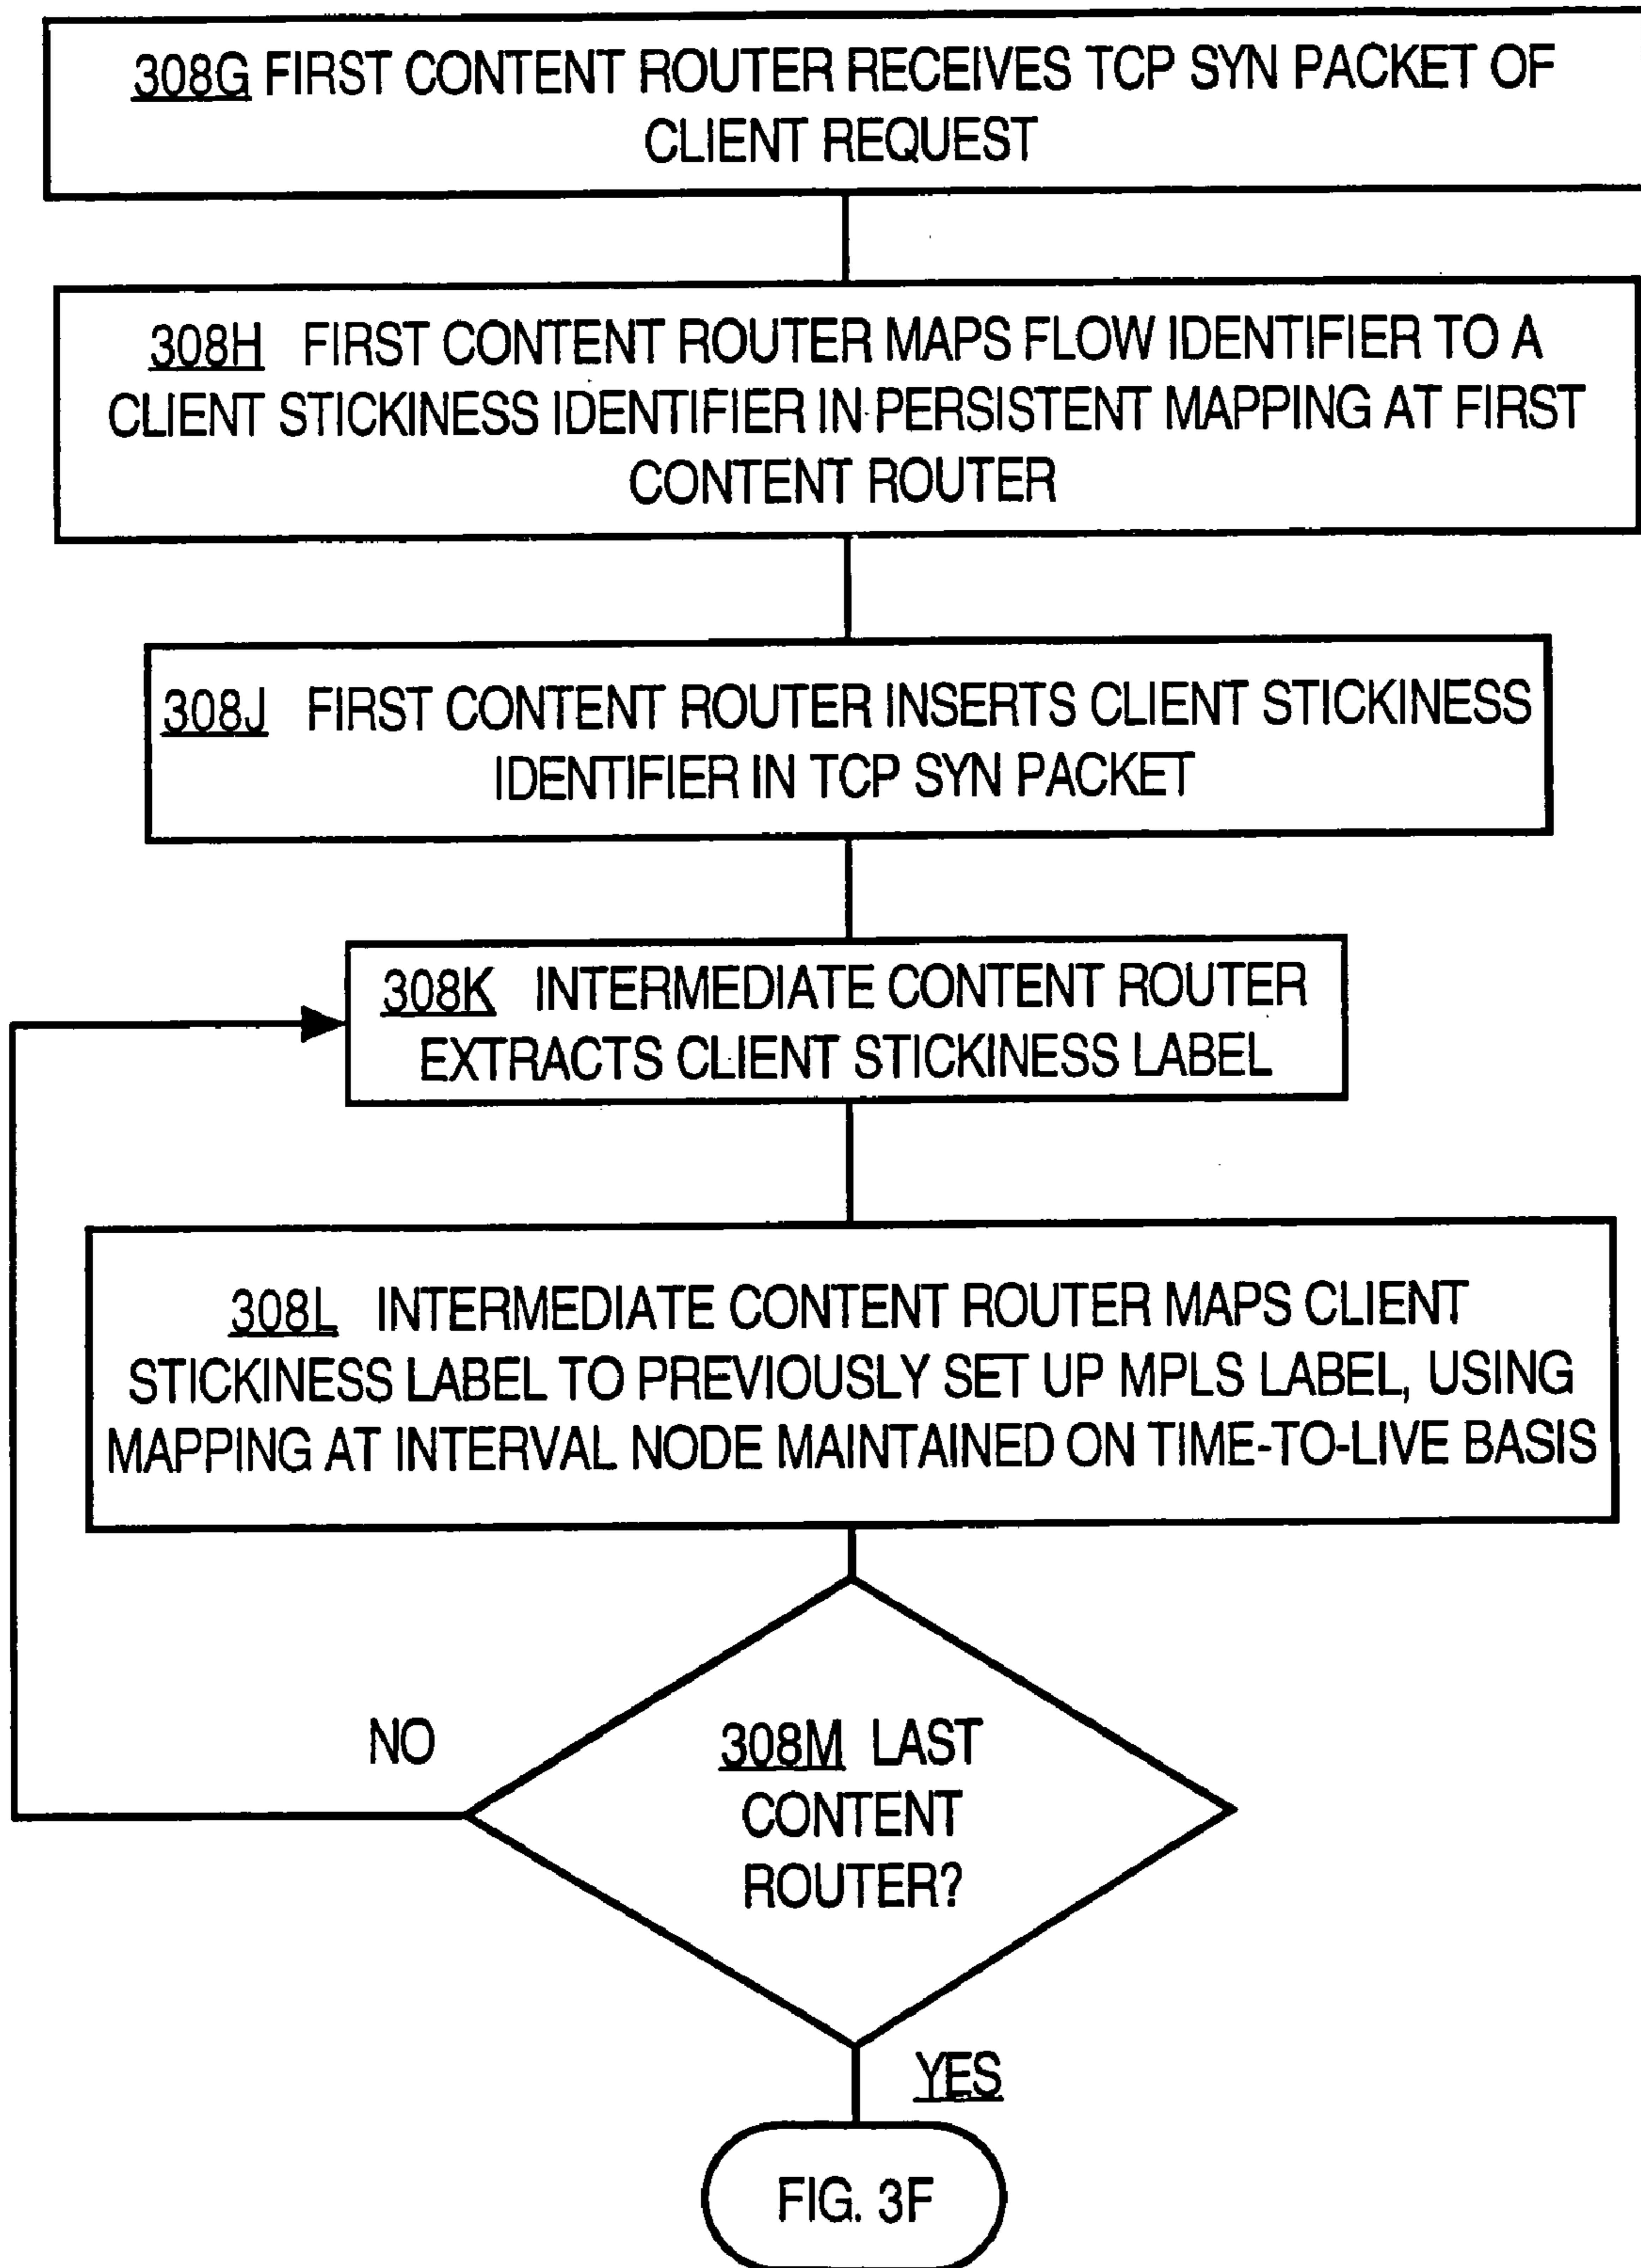 308G FIRST CONTENT ROUTER RECEIVES TCP SYN PACKET OF
CLIENT REQUEST
308H FIRST CONTENT ROUTER MAPS FLOW IDENTIFIER TO A
CLIENT STICKINESS IDENTIFIER IN PERSISTENT MAPPING AT FIRST
CONTENT ROUTER
308J FIRST CONTENT ROUTER INSERTS CLIENT STICKINESS
IDENTIFIER IN TCP SYN PACKET
308K INTERMEDIATE CONTENT ROUTER
EXTRACTS CLIENT STICKINESS LABEL
308L INTERMEDIATE CONTENT ROUTER MAPS CLIENT
STICKINESS LABEL TO PREVIOUSLY SET UP MPLS LABEL, USING
MAPPING AT INTERVAL NODE MAINTAINED ON TIME-TO-LIVE BASIS
NO
308M LAST
CONTENT
ROUTER?
YES
FIG. 3F